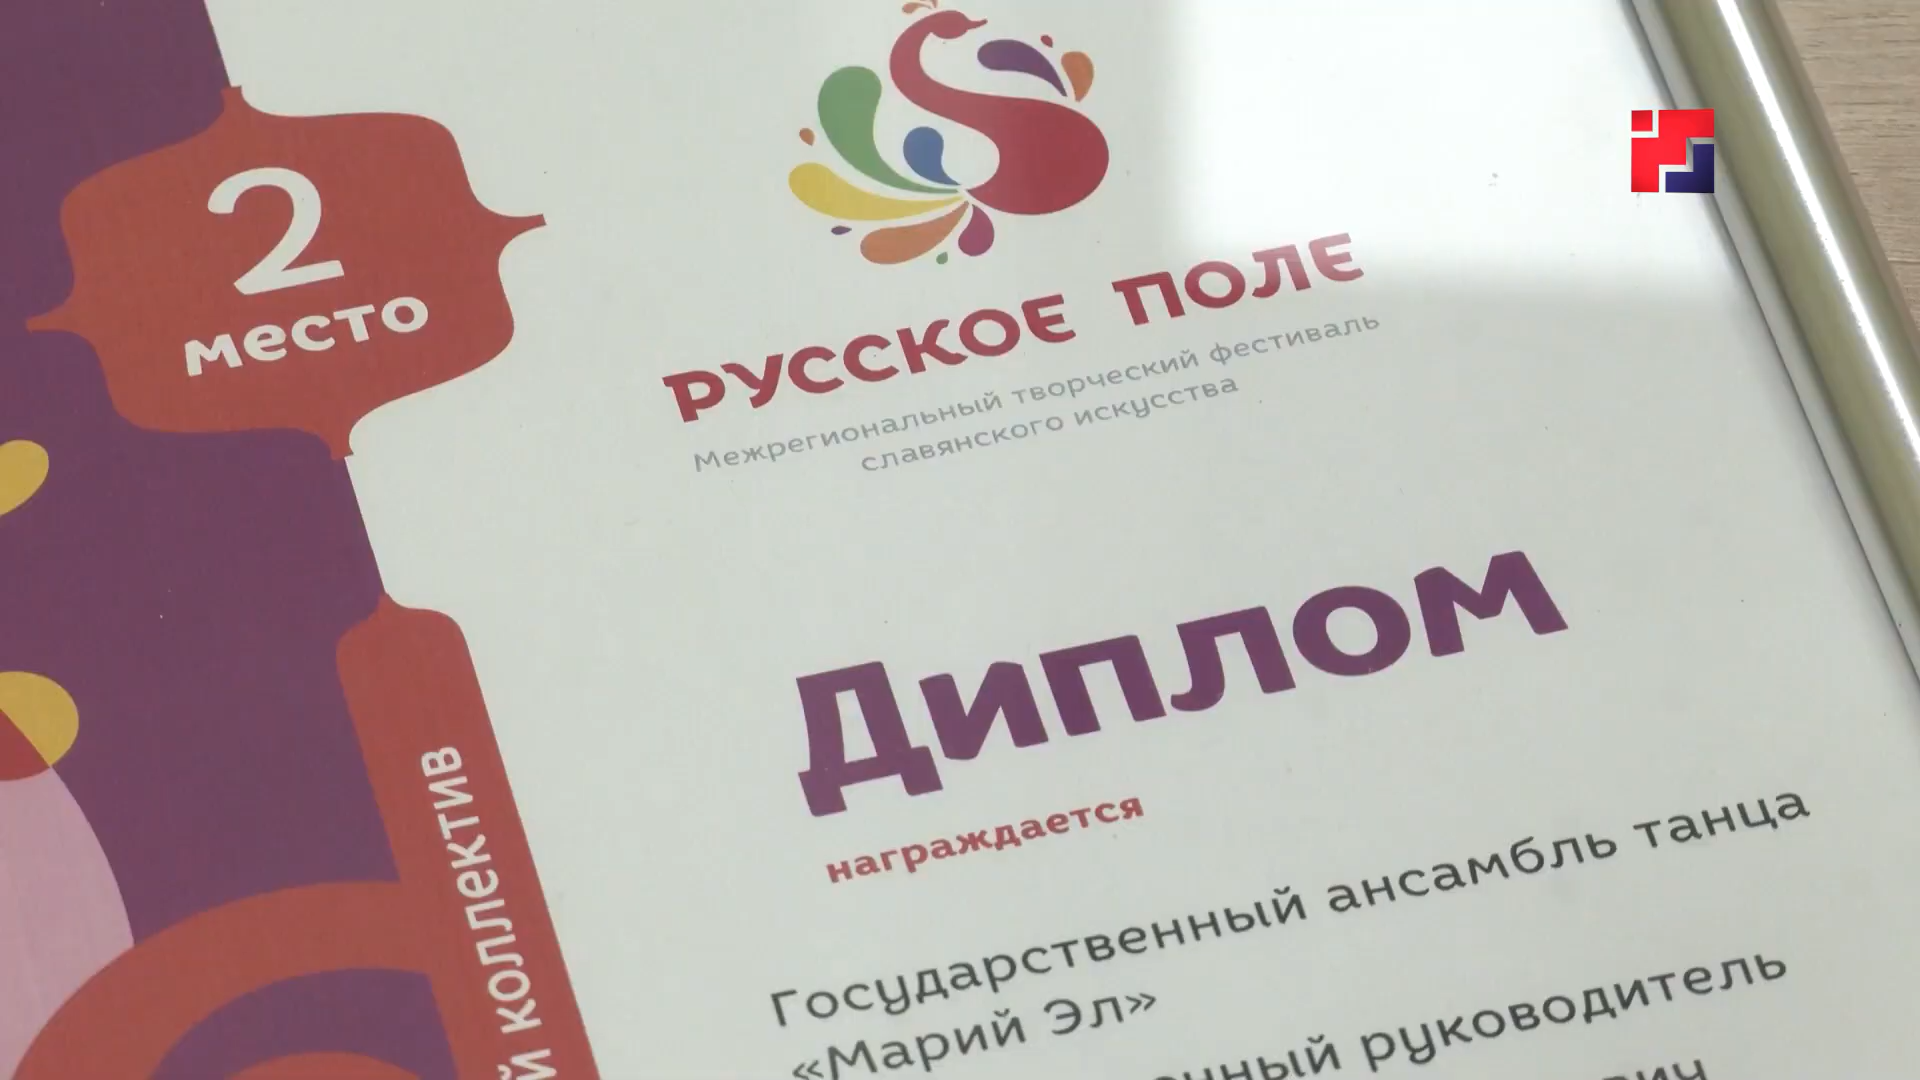 2
место
РУССКОЕ ПОЛЕ
Межрегиональный творческий фестиваль
славянского искусства
Диплом
награждается
Государственный ансамбль танца
«Марий Эл»
руководитель
коллектив